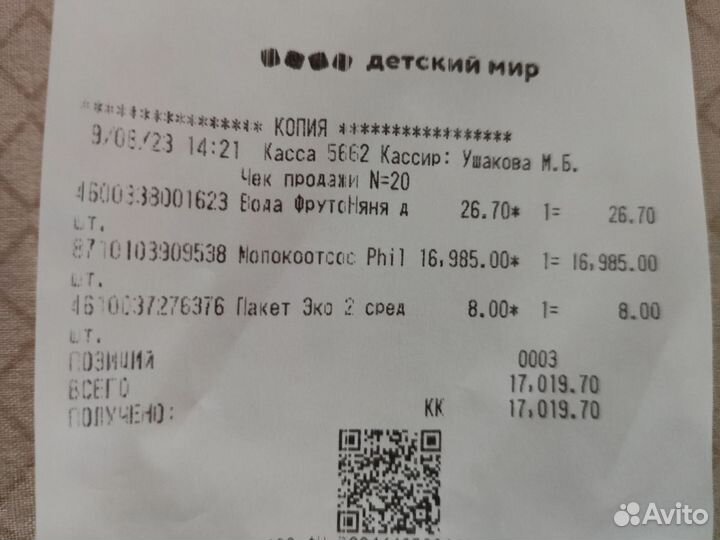 детский мир
**************** КОПИЯ *****************
9/08/23 14:21 Касса 5662 Кассир: Ушакова М.Б.
Чек продажи N=20
4600338001623 Вода ФрутоНяня д 26.70* 1= 26.70
шт.
8710103909538 Молокоотсос Phil 16,985.00* 1= 16,985.00
шт.
4610037276376 Пакет Эко 2 сред 8.00* 1= 8.00
шт.
ПОЗИЦИЙ 0003
ВСЕГО 17,019.70
ПОЛУЧЕНО: КК 17,019.70
Avito